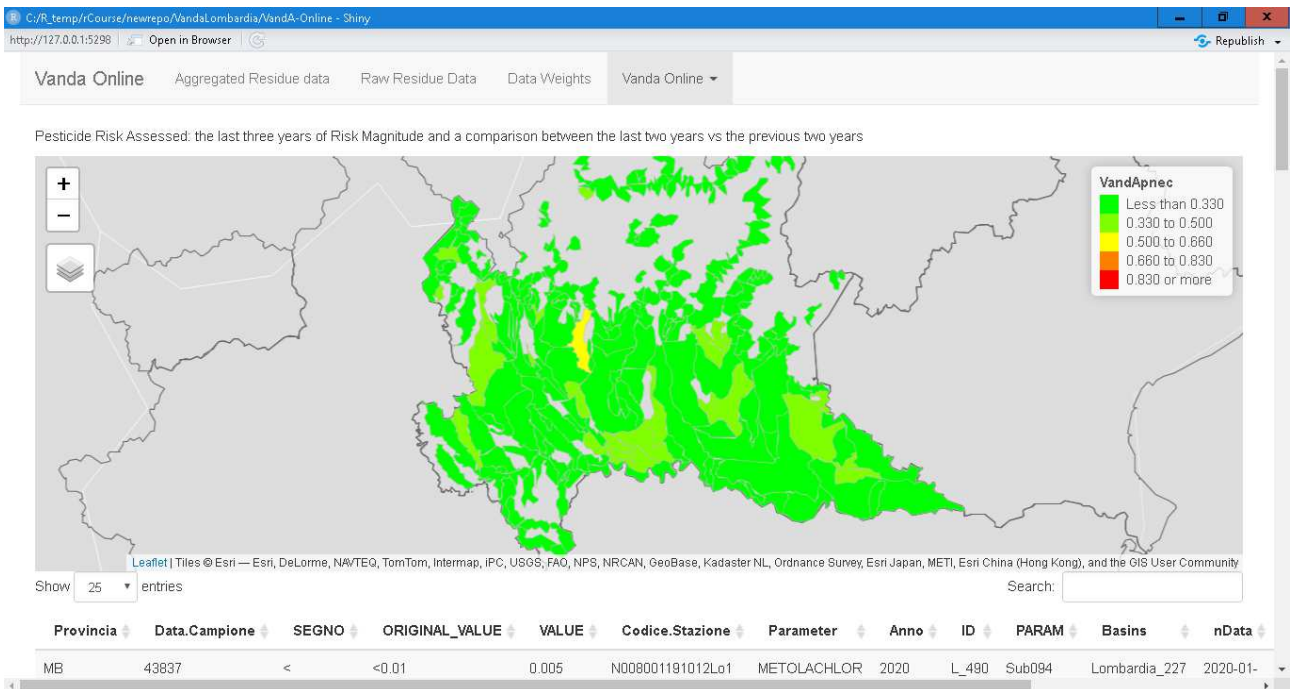 C:/R_temp/rCourse/newrepo/VandaLombardia/VandA-Online - Shiny
http://127.0.0.1:5298 Open in Browser Republish
Vanda Online Aggregated Residue data Raw Residue Data Data Weights Vanda Online
Pesticide Risk Assessed: the last three years of Risk Magnitude and a comparison between the last two years vs the previous two years
+
−
VandApnec
Less than 0.330
0.330 to 0.500
0.500 to 0.660
0.660 to 0.830
0.830 or more
Leaflet | Tiles © Esri — Esri, DeLorme, NAVTEQ, TomTom, Intermap, iPC, USGS, FAO, NPS, NRCAN, GeoBase, Kadaster NL, Ordnance Survey, Esri Japan, METI, Esri China (Hong Kong), and the GIS User Community
Show 25 entries Search:
Provincia Data.Campione SEGNO ORIGINAL_VALUE VALUE Codice.Stazione Parameter Anno ID PARAM Basins nData
MB 43837 < <0.01 0.005 N008001191012Lo1 METOLACHLOR 2020 L_490 Sub094 Lombardia_227 2020-01-